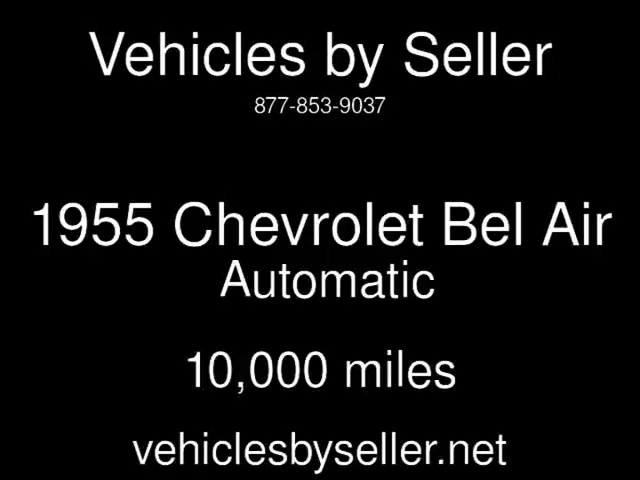 Vehicles by Seller
877-853-9037
1955 Chevrolet Bel Air
Automatic
10,000 miles
vehiclesbyseller.net